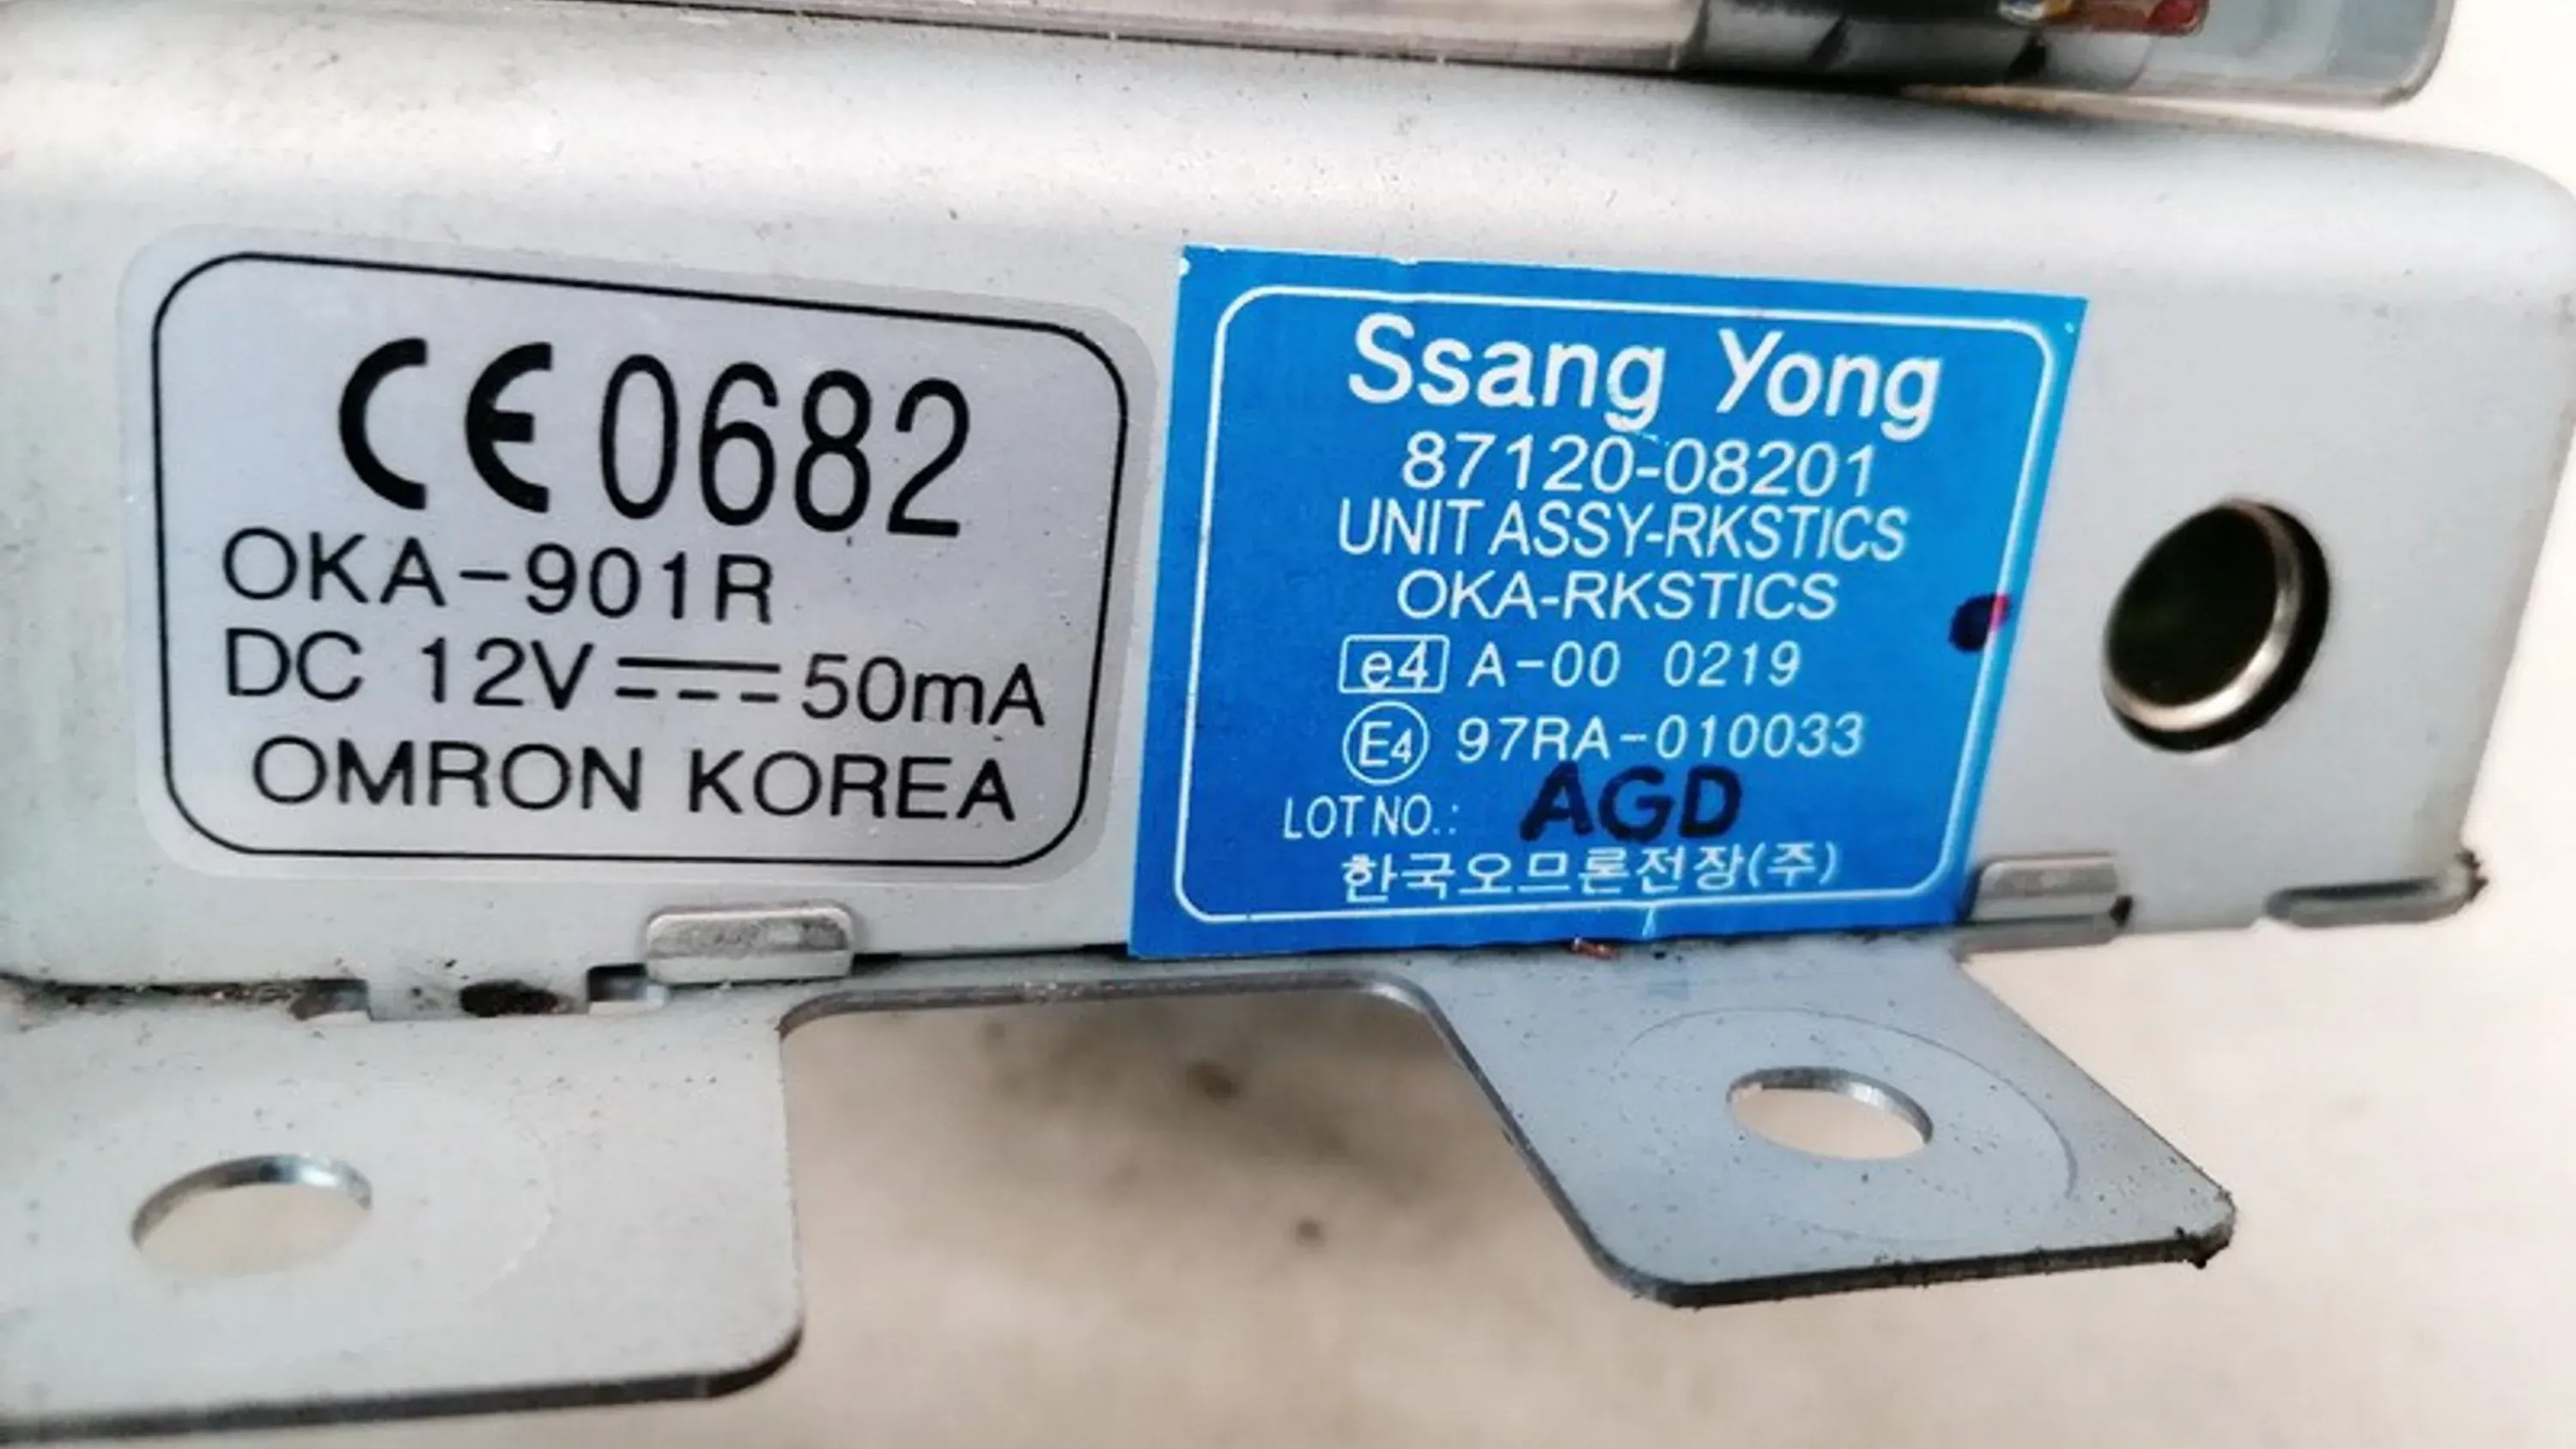 CE 0682
OKA-901R
DC 12V ⎓ 50mA
OMRON KOREA
Ssang Yong
87120-08201
UNIT ASSY-RKSTICS
OKA-RKSTICS
e4 A-00 0219
E4 97RA-010033
LOT NO.: AGD
한국오므론전장(주)